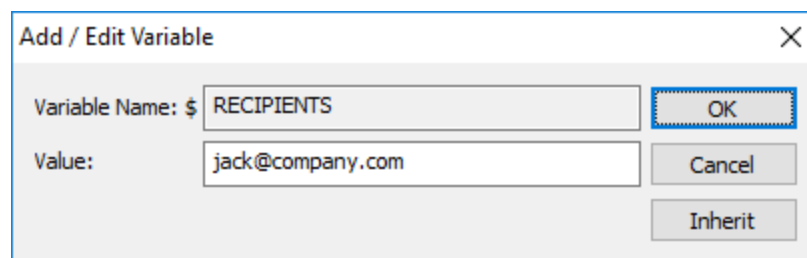 Add / Edit Variable
Variable Name: $ RECIPIENTS OK
Value: jack@company.com Cancel
Inherit